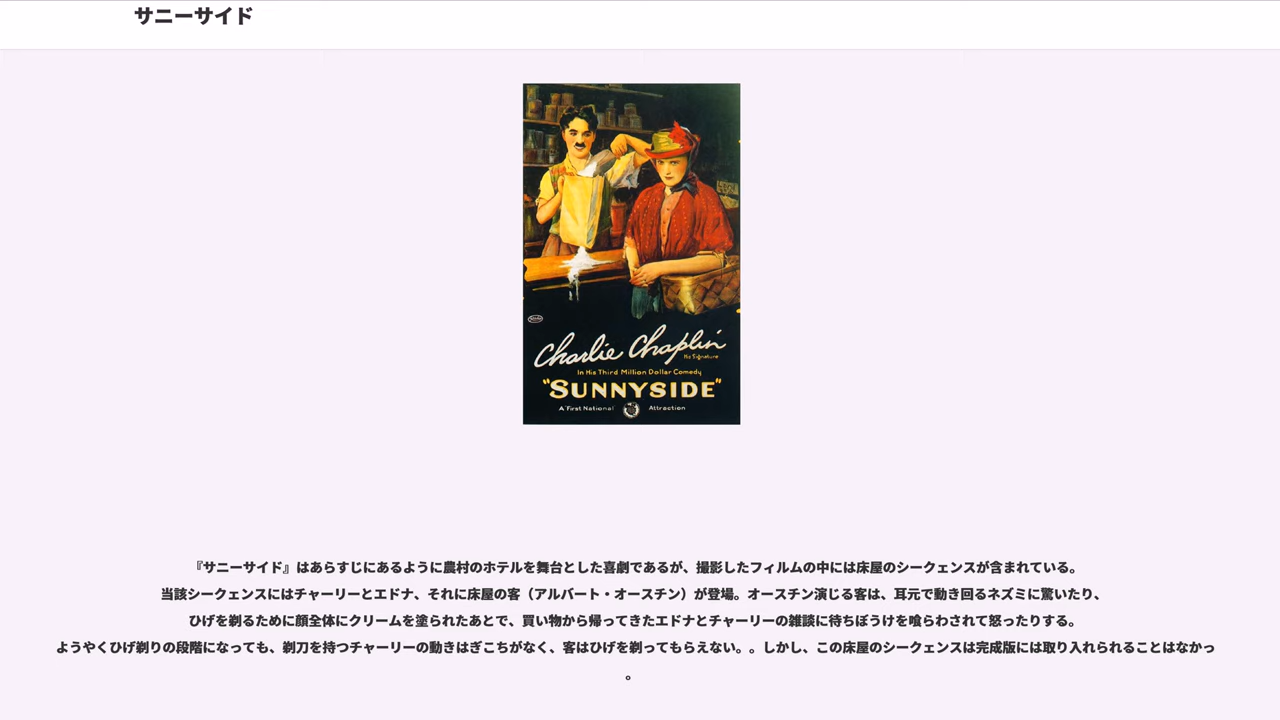 サニーサイド
Charlie Chaplin
His Signature
In His Third Million Dollar Comedy
"SUNNYSIDE"
A First National Attraction
『サニーサイド』はあらすじにあるように農村のホテルを舞台とした喜劇であるが、撮影したフィルムの中には床屋のシークェンスが含まれている。
当該シークェンスにはチャーリーとエドナ、それに床屋の客（アルバート・オースチン）が登場。オースチン演じる客は、耳元で動き回るネズミに驚いたり、
ひげを剃るために顔全体にクリームを塗られたあとで、買い物から帰ってきたエドナとチャーリーの雑談に待ちぼうけを喰らわされて怒ったりする。
ようやくひげ剃りの段階になっても、剃刀を持つチャーリーの動きはぎこちがなく、客はひげを剃ってもらえない。。しかし、この床屋のシークェンスは完成版には取り入れられることはなかっ
。